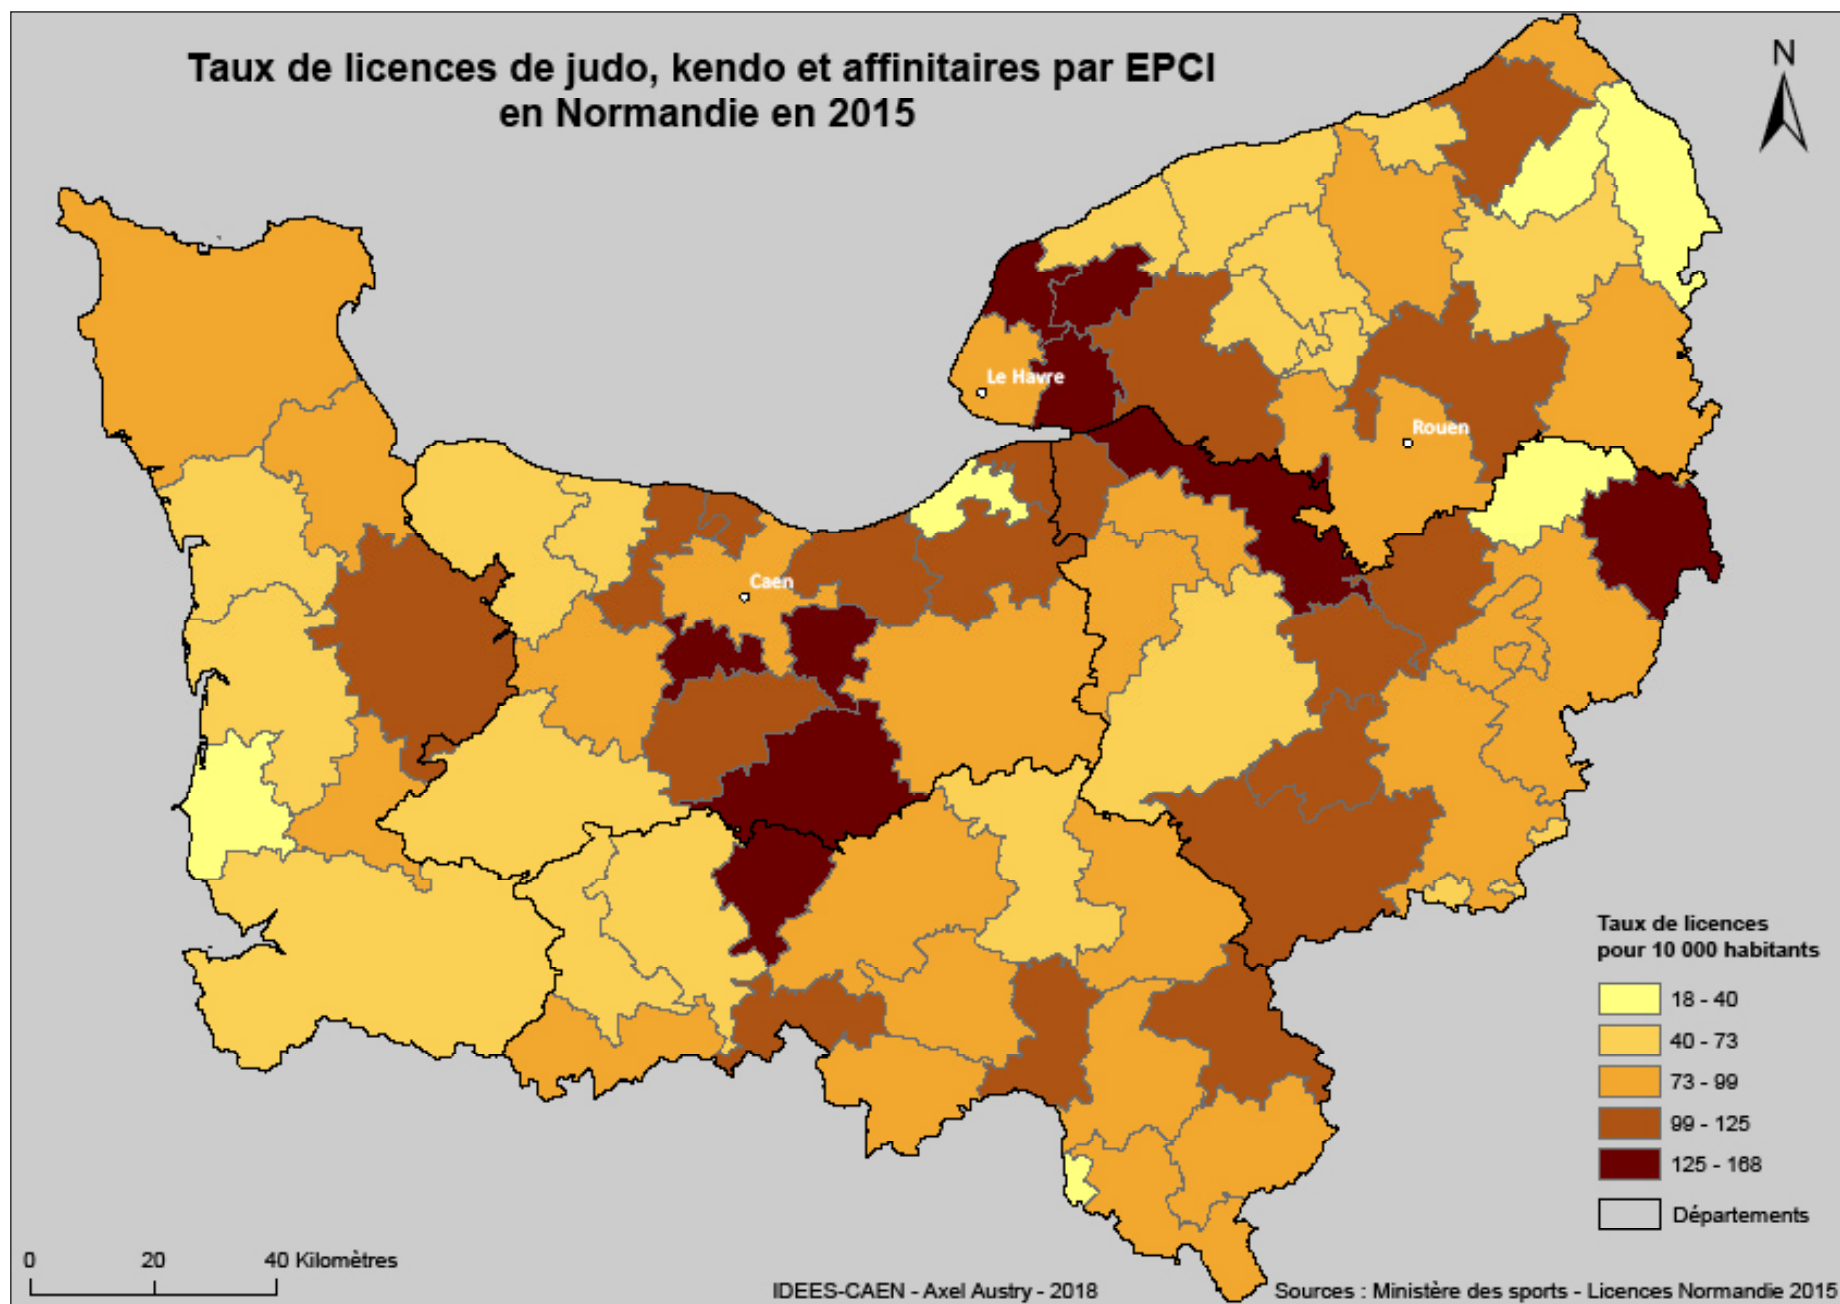 Taux de licences de judo, kendo et affinitaires par EPCI
en Normandie en 2015
N
Le Havre
Rouen
Caen
Taux de licences
pour 10 000 habitants
18 - 40
40 - 73
73 - 99
99 - 125
125 - 168
Départements
0 20 40 Kilomètres
IDEES-CAEN - Axel Austry - 2018
Sources : Ministère des sports - Licences Normandie 2015